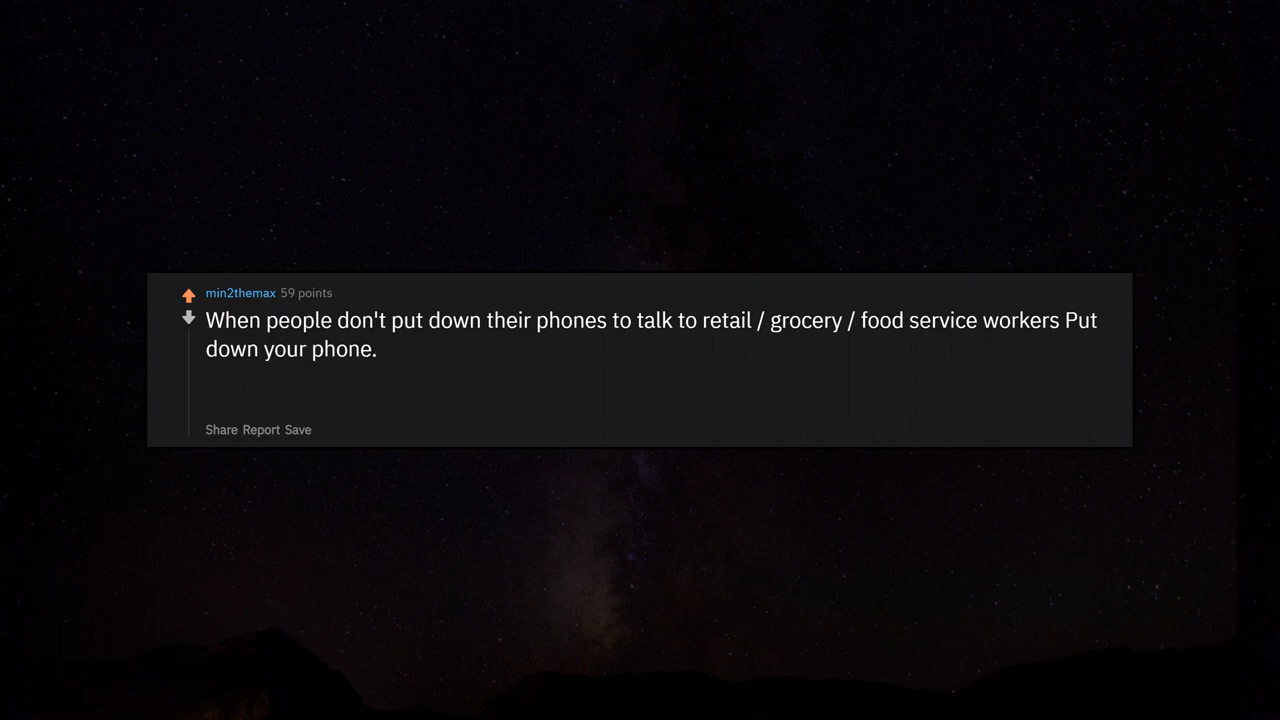 min2themax 59 points
When people don't put down their phones to talk to retail / grocery / food service workers Put
down your phone.
Share Report Save